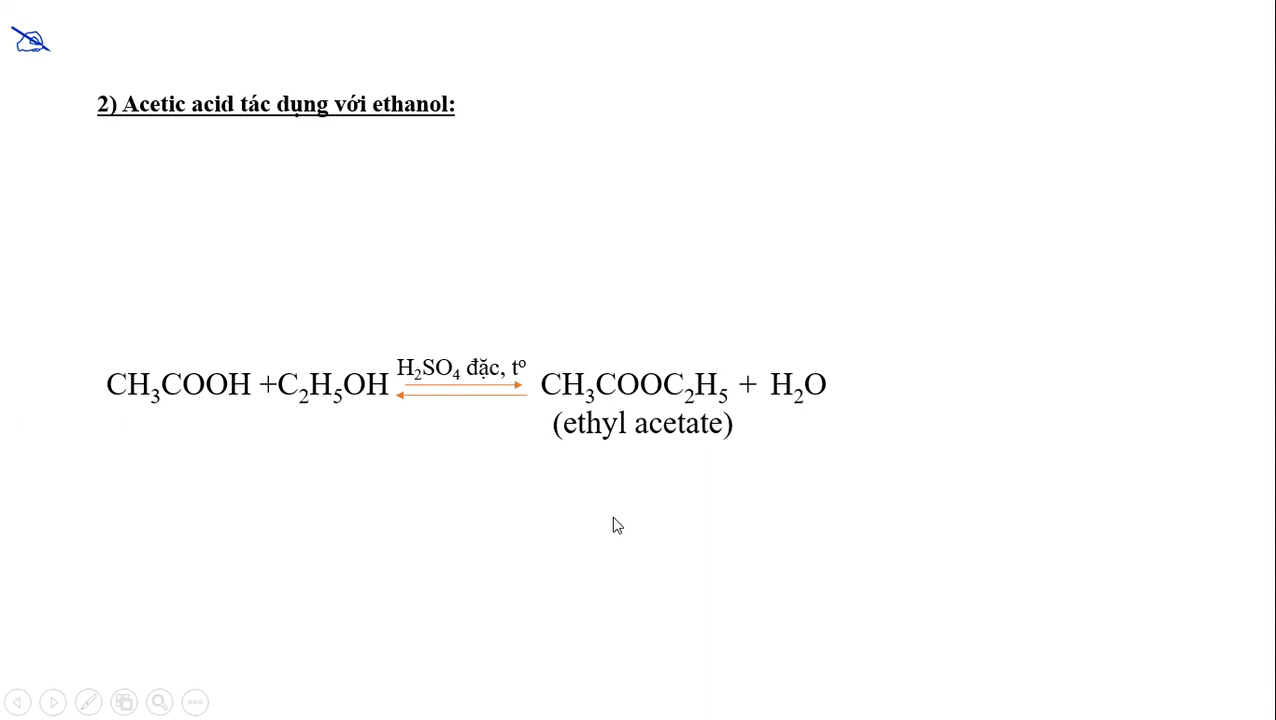 2) Acetic acid tác dụng với ethanol:
H₂SO₄ đặc, tº
CH₃COOH +C₂H₅OH CH₃COOC₂H₅ + H₂O
(ethyl acetate)